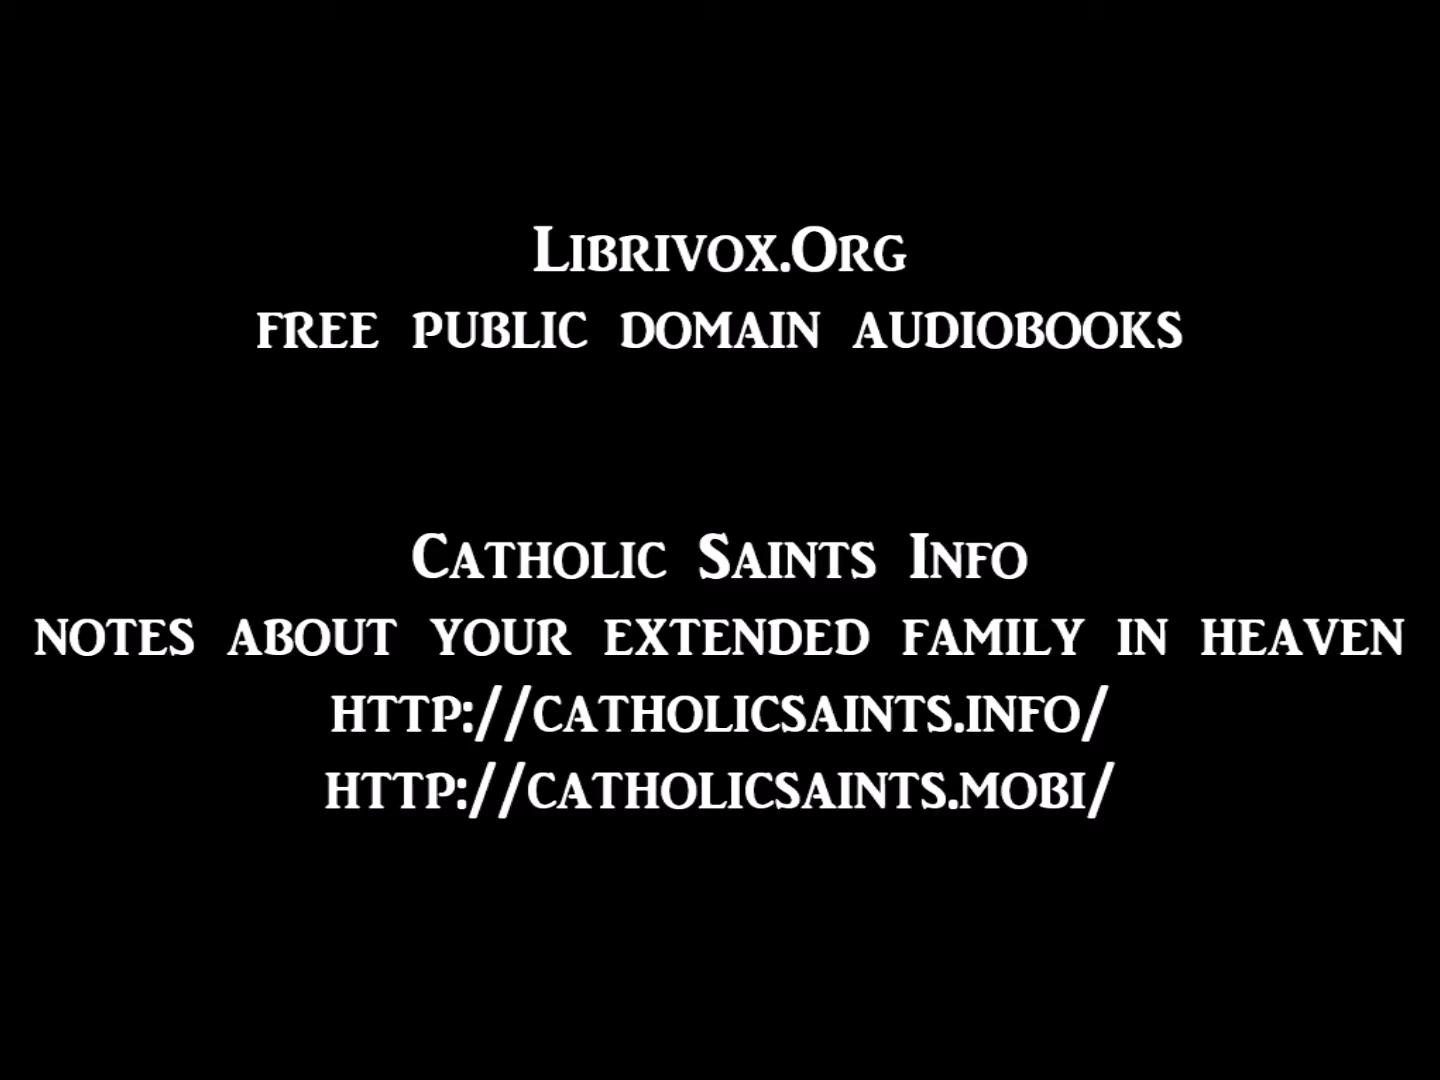 Librivox.Org
free public domain audiobooks
Catholic Saints Info
notes about your extended family in heaven
http://catholicsaints.info/
http://catholicsaints.mobi/